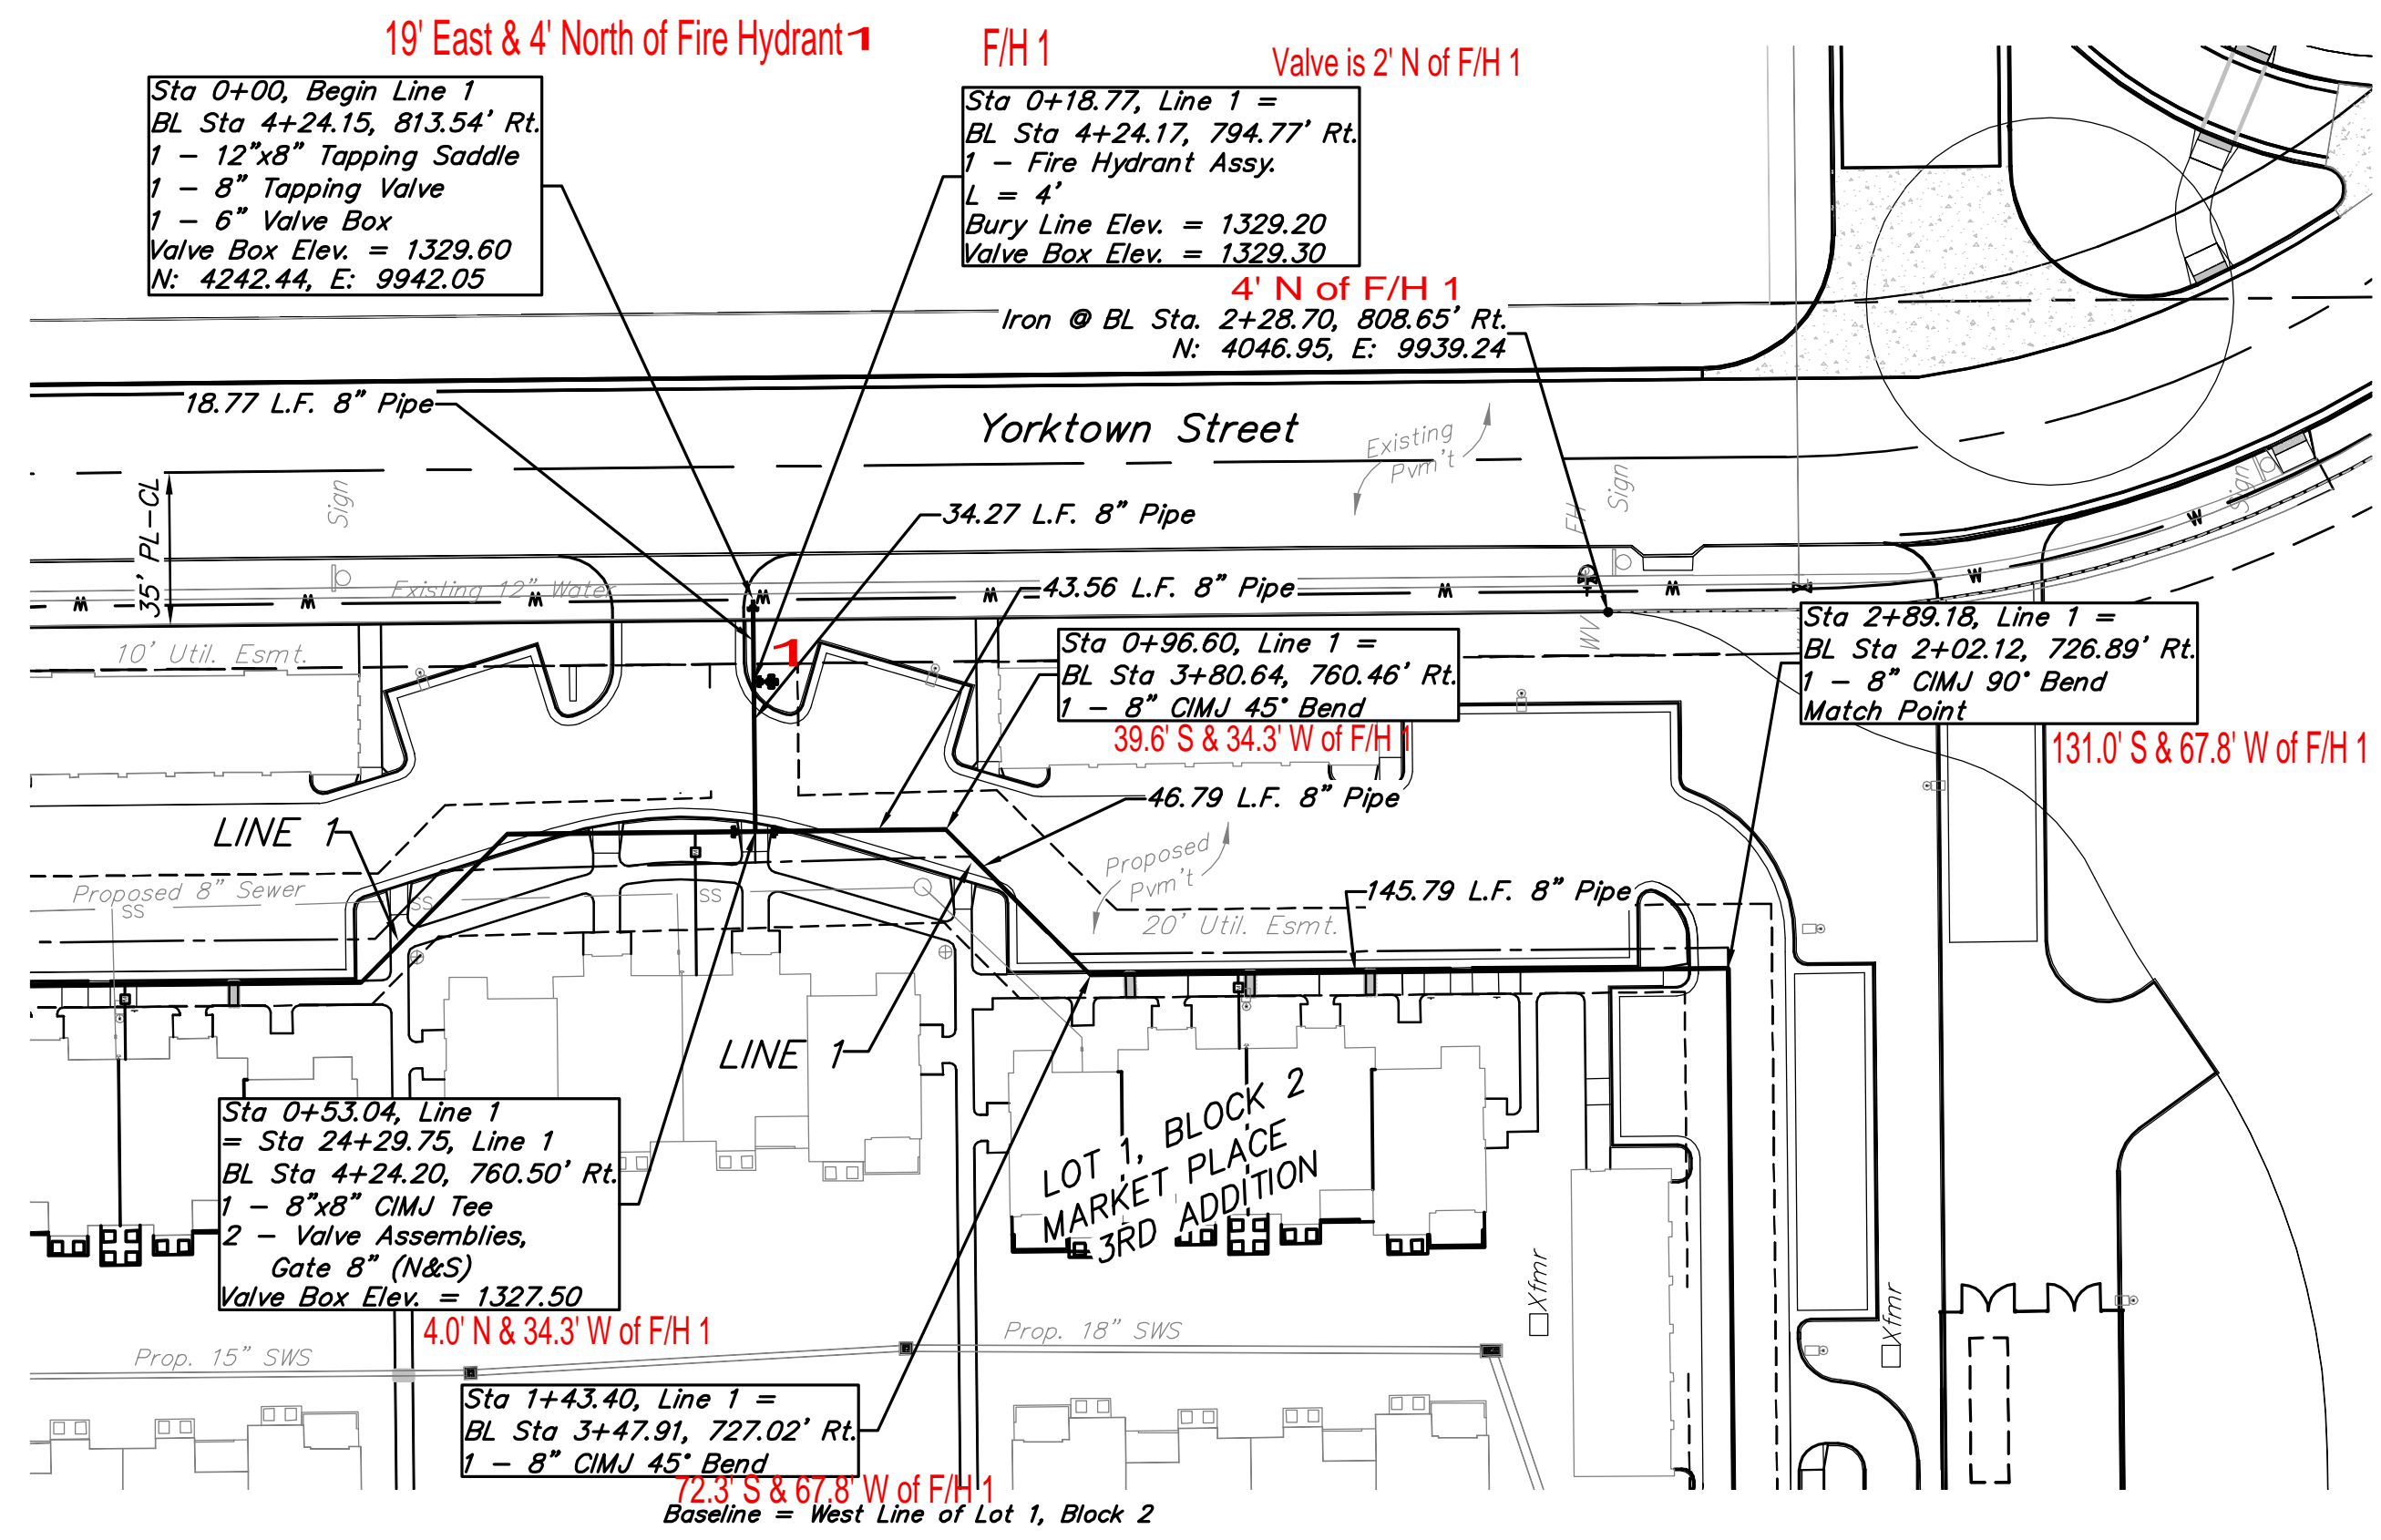 19' East & 4' North of Fire Hydrant 1
F/H 1
Valve is 2' N of F/H 1
Sta 0+00, Begin Line 1
BL Sta 4+24.15, 813.54' Rt.
1 - 12"x8" Tapping Saddle
1 - 8" Tapping Valve
1 - 6" Valve Box
Valve Box Elev. = 1329.60
N: 4242.44, E: 9942.05
Sta 0+18.77, Line 1 =
BL Sta 4+24.17, 794.77' Rt.
1 - Fire Hydrant Assy.
L = 4'
Bury Line Elev. = 1329.20
Valve Box Elev. = 1329.30
4' N of F/H 1
Iron @ BL Sta. 2+28.70, 808.65' Rt.
N: 4046.95, E: 9939.24
18.77 L.F. 8" Pipe
Yorktown Street
Existing
Pvm't
35' PL-CL
Sign
34.27 L.F. 8" Pipe
FH
Sign
Sign
Existing 12" Water
W
W
W
W
W
W
W
W
W
43.56 L.F. 8" Pipe
WV
10' Util. Esmt.
1
Sta 0+96.60, Line 1 =
BL Sta 3+80.64, 760.46' Rt.
1 - 8" CIMJ 45° Bend
39.6' S & 34.3' W of F/H 1
Sta 2+89.18, Line 1 =
BL Sta 2+02.12, 726.89' Rt.
1 - 8" CIMJ 90° Bend
Match Point
131.0' S & 67.8' W of F/H 1
46.79 L.F. 8" Pipe
LINE 1
Proposed
Pvm't
Proposed 8" Sewer
SS
SS
SS
145.79 L.F. 8" Pipe
20' Util. Esmt.
LINE 1
LOT 1, BLOCK 2
MARKET PLACE
3RD ADDITION
Sta 0+53.04, Line 1
= Sta 24+29.75, Line 1
BL Sta 4+24.20, 760.50' Rt.
1 - 8"x8" CIMJ Tee
2 - Valve Assemblies,
Gate 8" (N&S)
Valve Box Elev. = 1327.50
4.0' N & 34.3' W of F/H 1
Xfmr
Xfmr
Prop. 15" SWS
Prop. 18" SWS
Sta 1+43.40, Line 1 =
BL Sta 3+47.91, 727.02' Rt.
1 - 8" CIMJ 45° Bend
72.3' S & 67.8' W of F/H 1
Baseline = West Line of Lot 1, Block 2